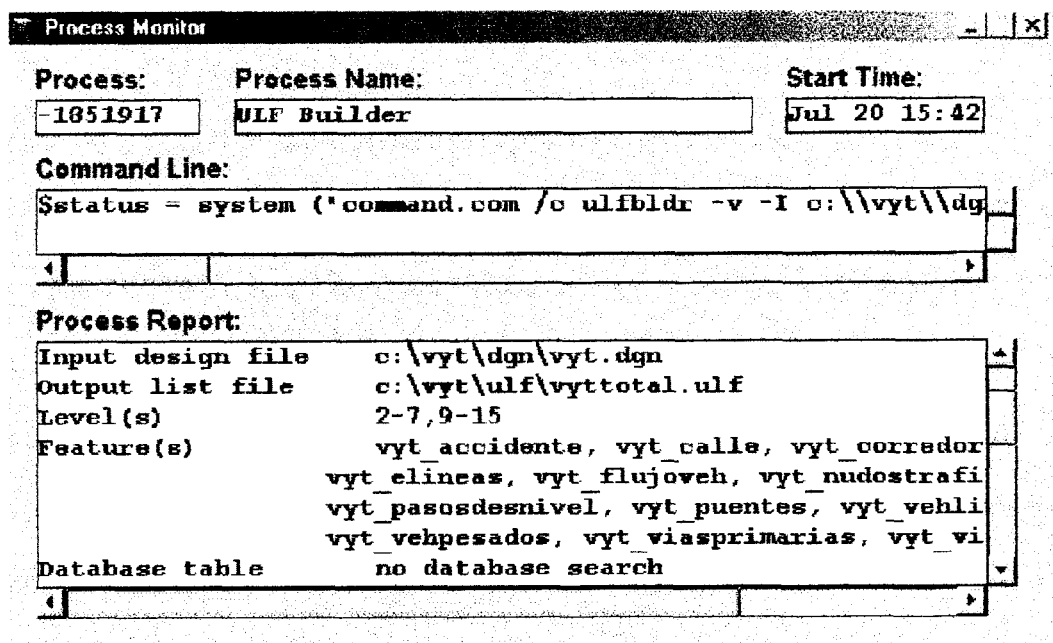 Process Monitor
Process: Process Name: Start Time:
-1851917 ULF Builder Jul 20 15:42
Command Line:
$status = system ("command.com /c ulfbldr -v -I c:\\vyt\\dg
Process Report:
Input design file c:\vyt\dgn\vyt.dgn
Output list file c:\vyt\ulf\vyttotal.ulf
Level(s) 2-7,9-15
Feature(s) vyt_accidente, vyt_calle, vyt_corredor
vyt_elineas, vyt_flujoveh, vyt_nudostrafi
vyt_pasosdesnivel, vyt_puentes, vyt_vehli
vyt_vehpesados, vyt_viasprimarias, vyt_vi
Database table no database search